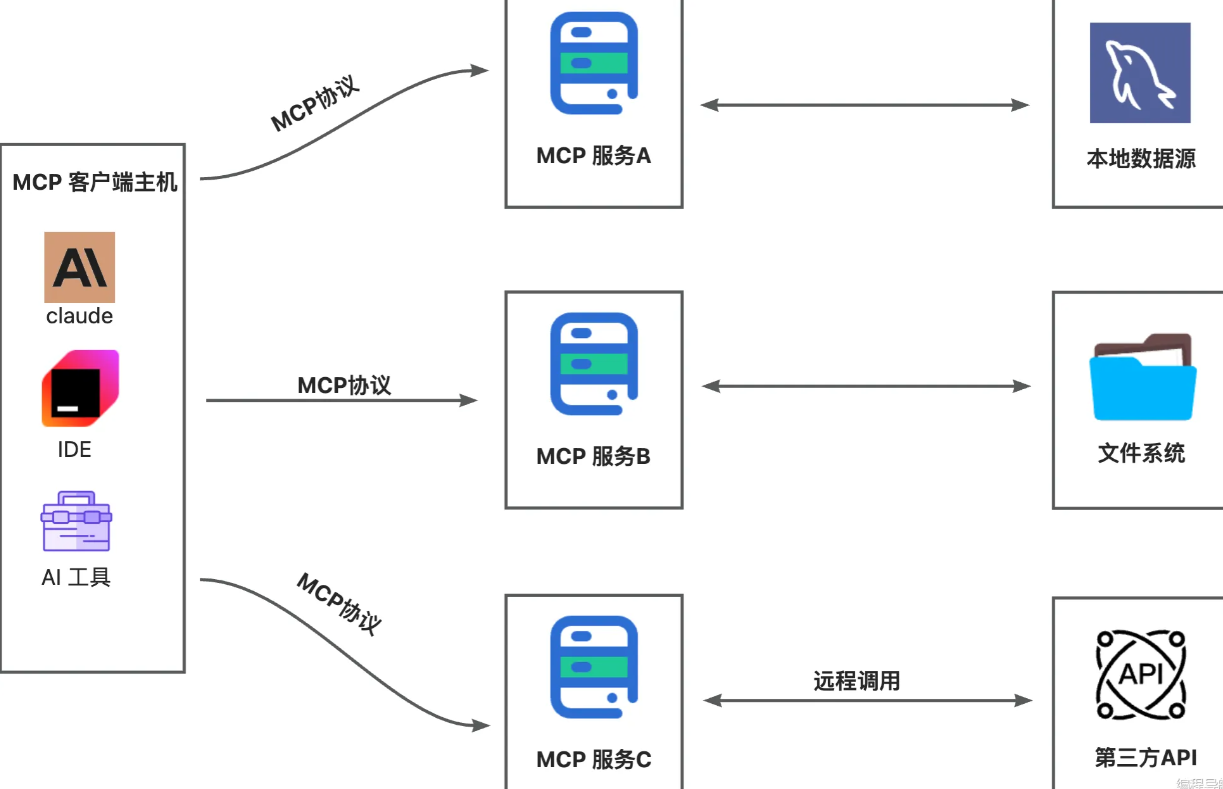 MCP 客户端主机
claude
IDE
AI 工具
MCP协议
MCP协议
MCP协议
MCP 服务A
MCP 服务B
MCP 服务C
远程调用
本地数据源
文件系统
API
第三方API